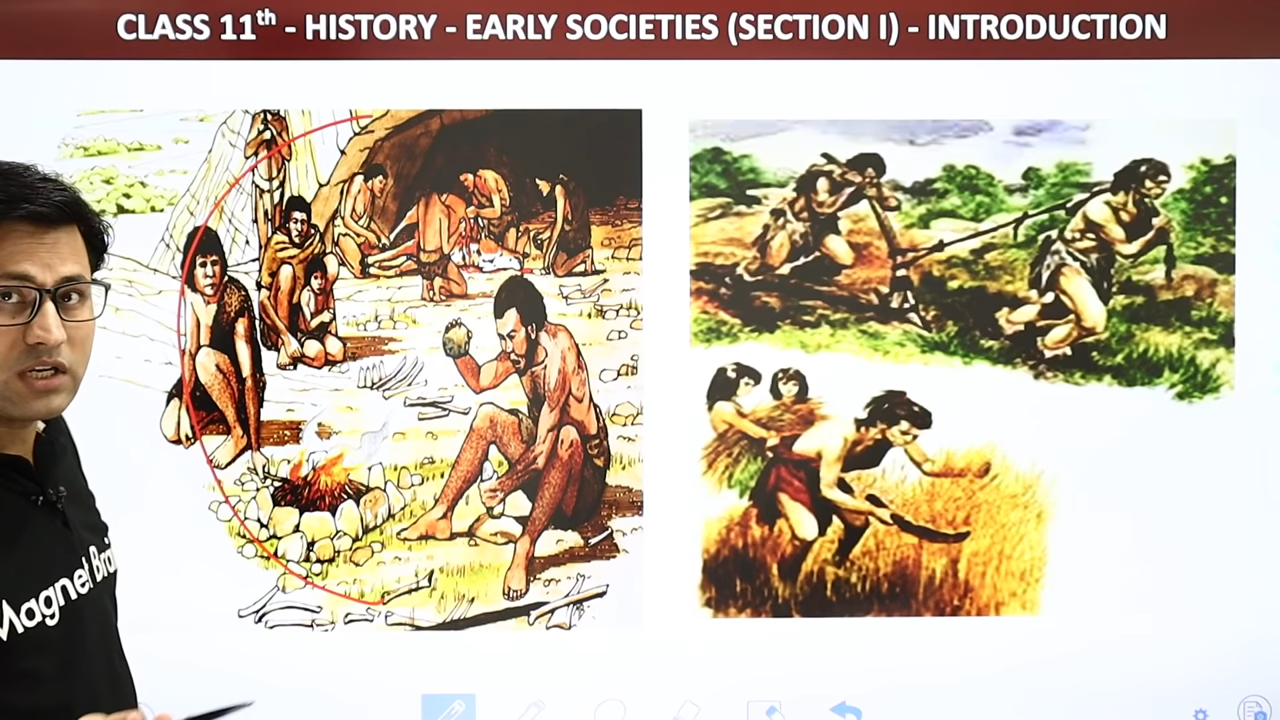 CLASS 11th - HISTORY - EARLY SOCIETIES (SECTION I) - INTRODUCTION
Magnet Brai